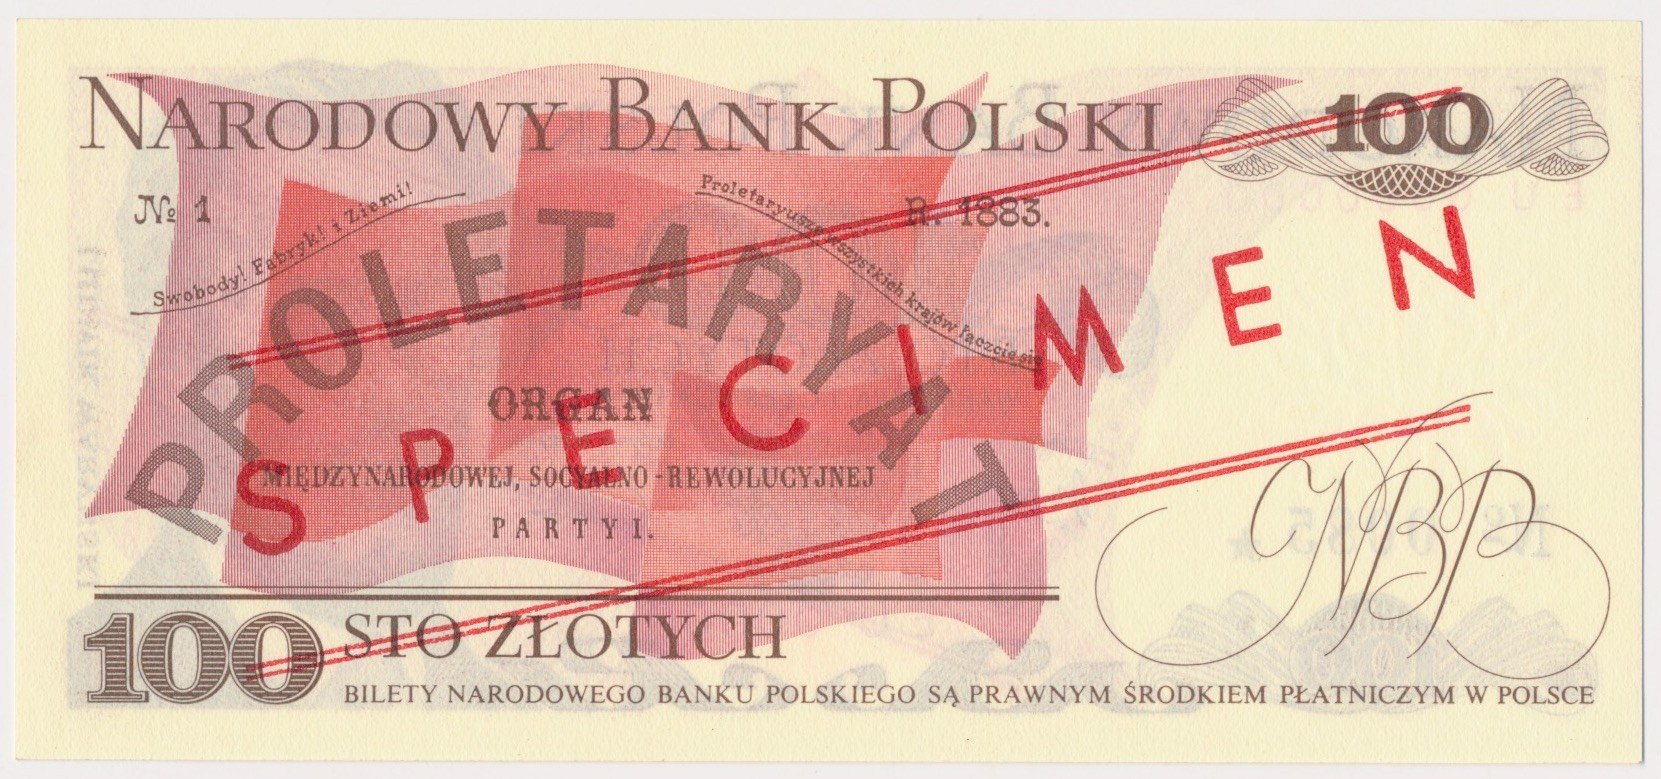 NARODOWY BANK POLSKI
100
№ 1
R. 1883.
Swobody! Fabryk! i Ziemi!
Proletaryusze wszystkich krajów łączcie się
PROLETARYAT
SPECIMEN
ORGAN
MIĘDZYNARODOWEJ, SOCYALNO-REWOLUCYJNEJ
PARTYI.
NBP
100
STO ZŁOTYCH
BILETY NARODOWEGO BANKU POLSKIEGO SĄ PRAWNYM ŚRODKIEM PŁATNICZYM W POLSCE